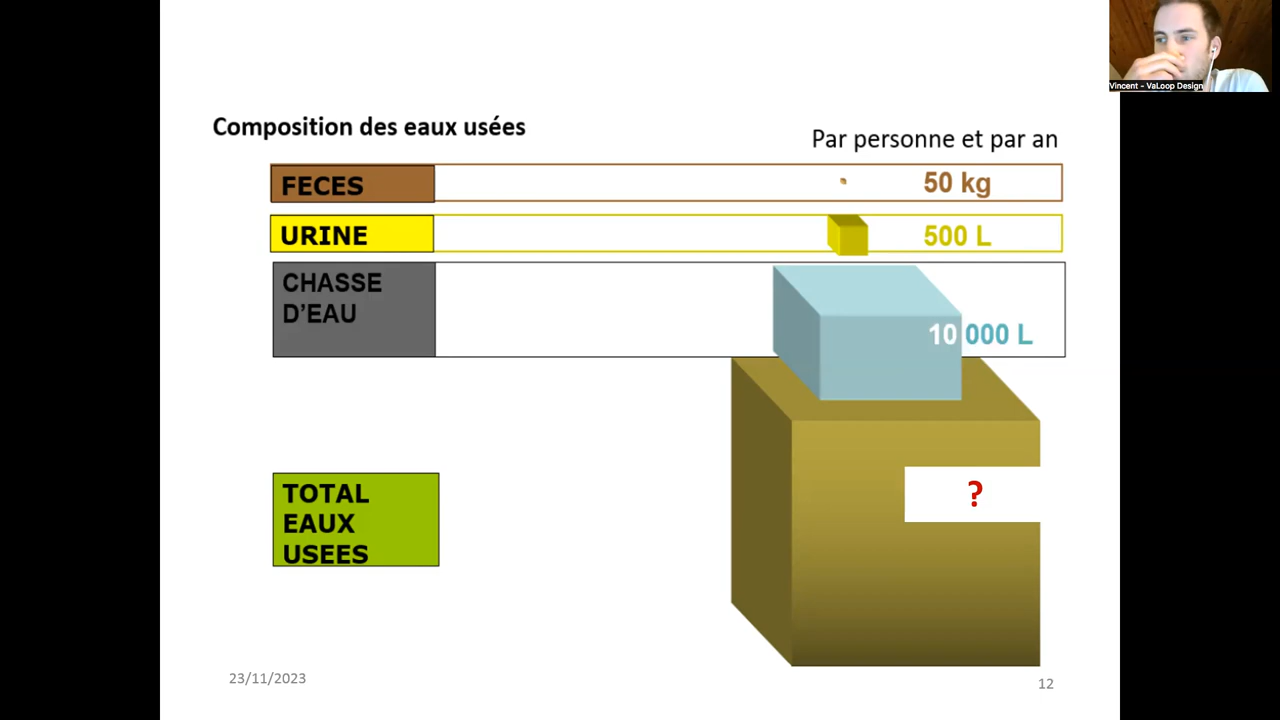 Vincent - VaLoop Design
Composition des eaux usées
Par personne et par an
FECES
50 kg
URINE
500 L
CHASSE
D’EAU
10 000 L
TOTAL
EAUX
USEES
?
23/11/2023
12